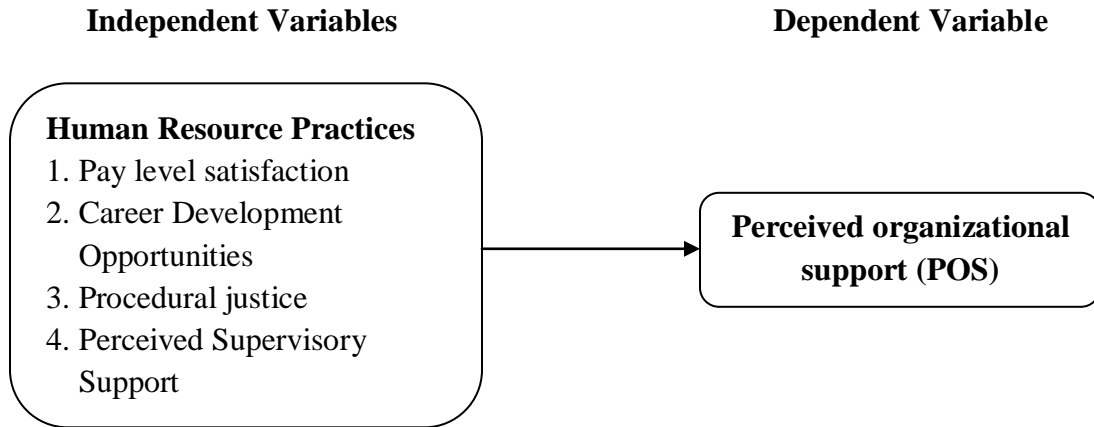 Independent Variables
Dependent Variable
Human Resource Practices
1. Pay level satisfaction
2. Career Development
Opportunities
3. Procedural justice
4. Perceived Supervisory
Support
Perceived organizational
support (POS)